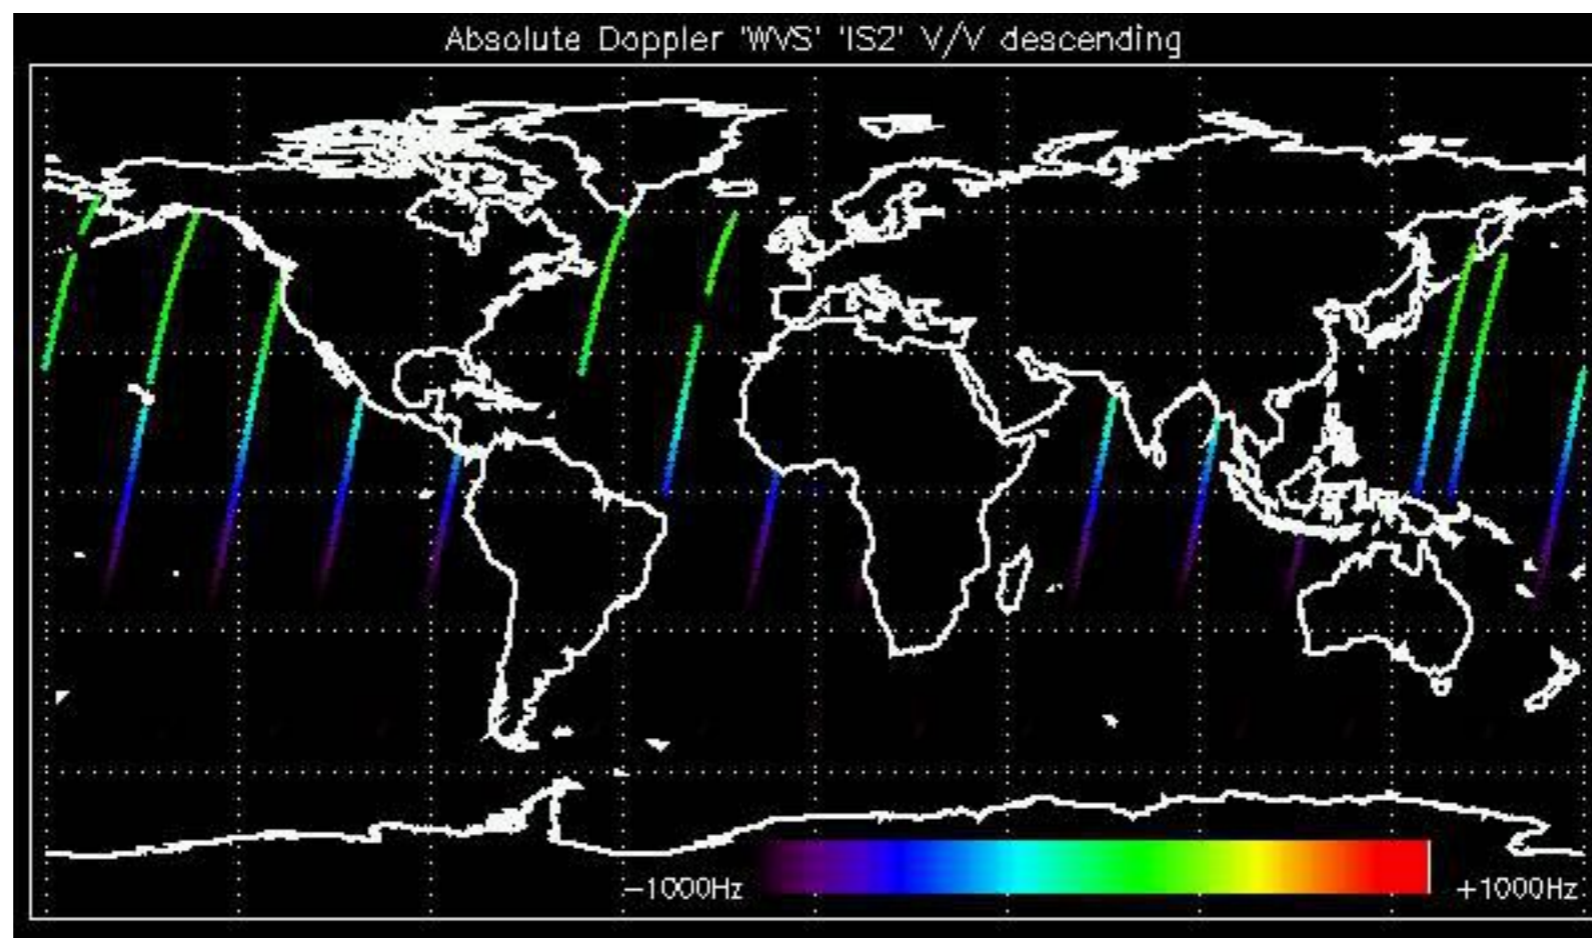 Absolute Doppler 'WVS' 'IS2' V/V descending
−1000Hz
+1000Hz